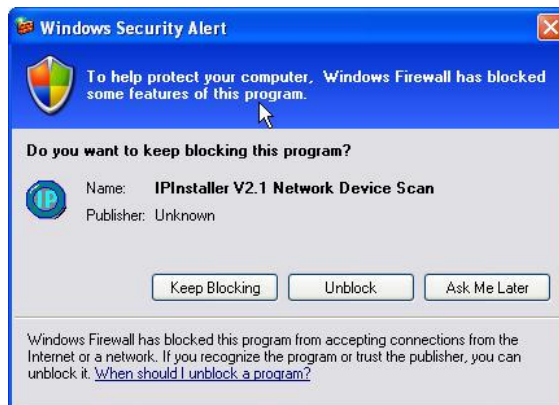 Windows Security Alert
To help protect your computer, Windows Firewall has blocked
some features of this program.
Do you want to keep blocking this program?
IP
Name: IPInstaller V2.1 Network Device Scan
Publisher: Unknown
Keep Blocking Unblock Ask Me Later
Windows Firewall has blocked this program from accepting connections from the
Internet or a network. If you recognize the program or trust the publisher, you can
unblock it. When should I unblock a program?